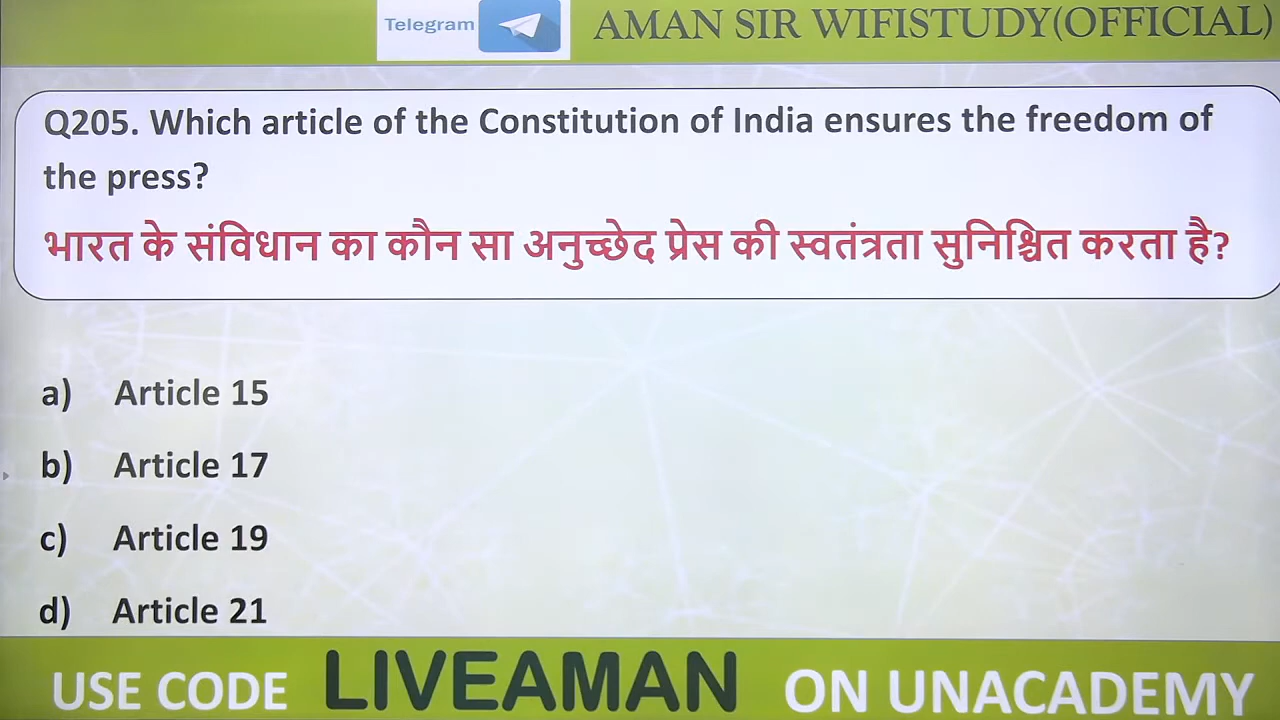 Telegram
AMAN SIR WIFISTUDY(OFFICIAL)
Q205. Which article of the Constitution of India ensures the freedom of
the press?
भारत के संविधान का कौन सा अनुच्छेद प्रेस की स्वतंत्रता सुनिश्चित करता है?
a) Article 15
b) Article 17
c) Article 19
d) Article 21
USE CODE LIVEAMAN ON UNACADEMY